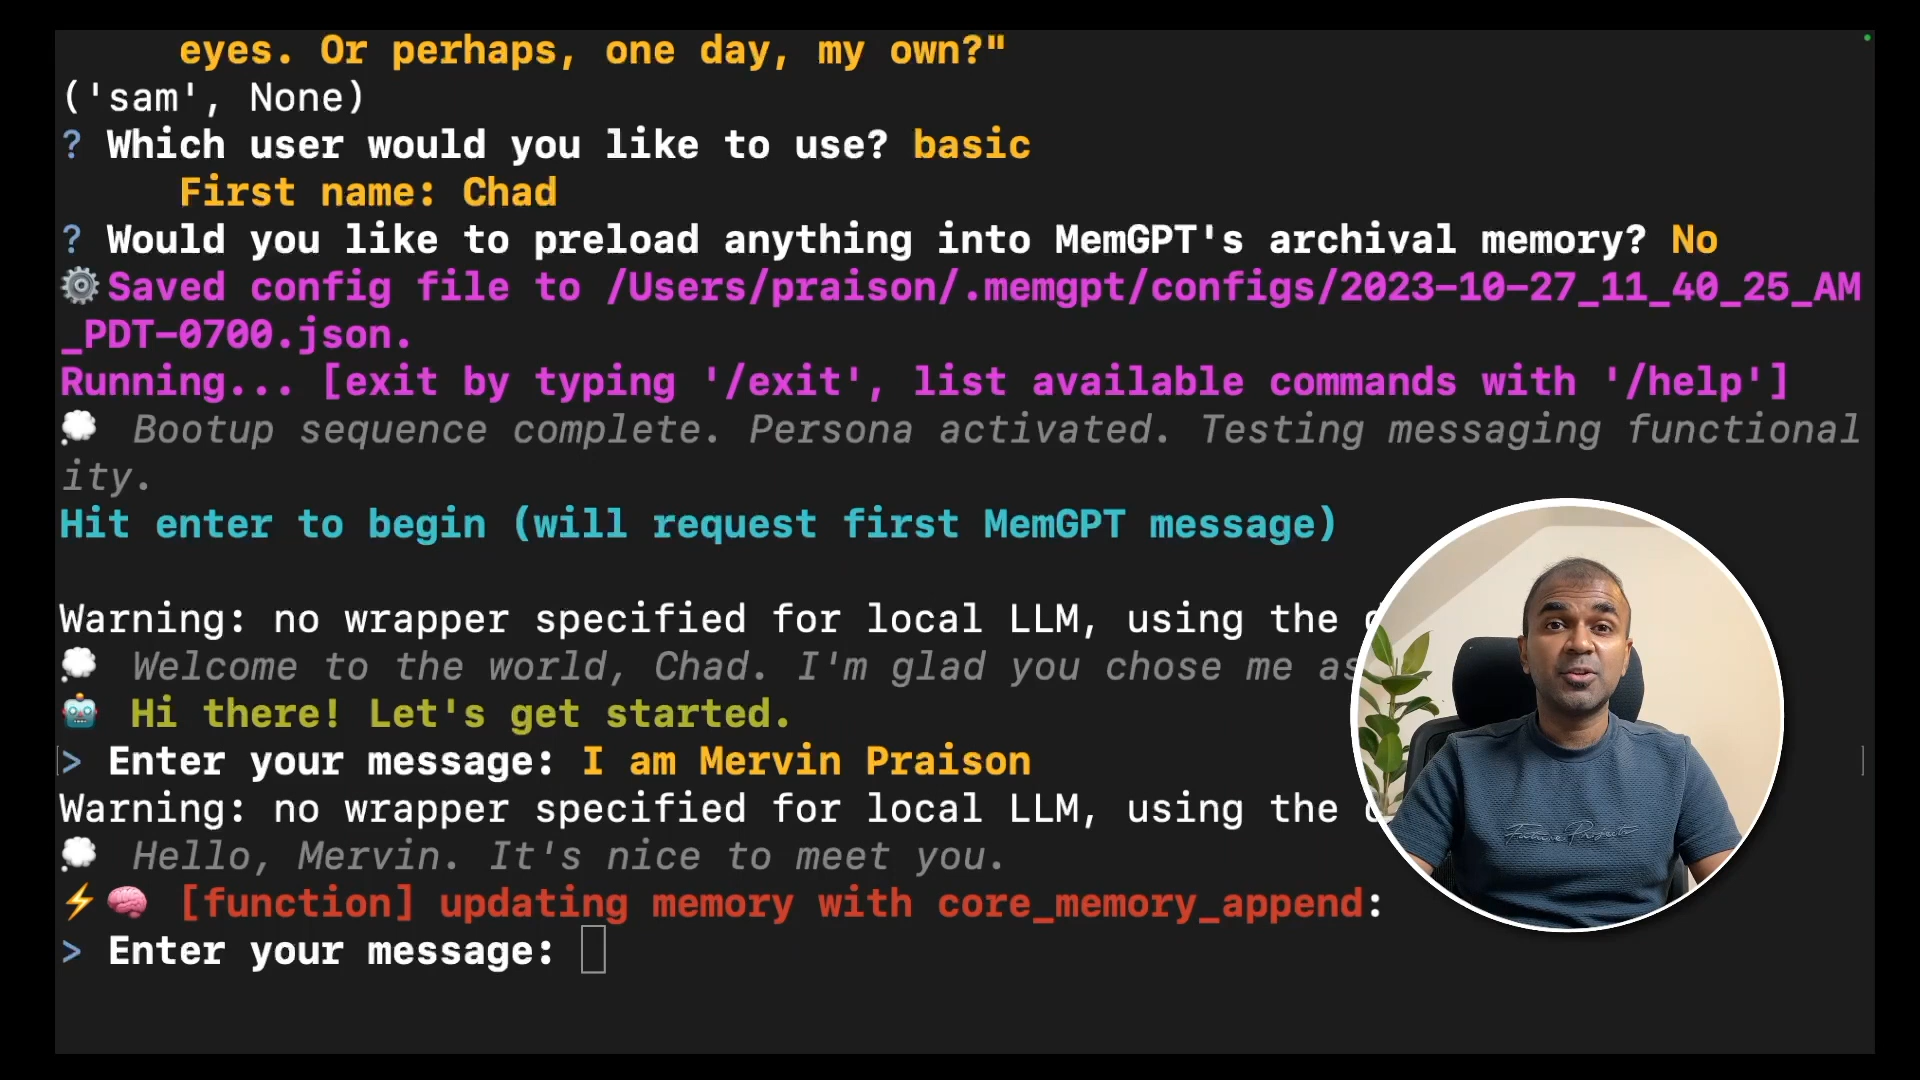 eyes. Or perhaps, one day, my own?"
('sam', None)
? Which user would you like to use? basic
First name: Chad
? Would you like to preload anything into MemGPT's archival memory? No
Saved config file to /Users/praison/.memgpt/configs/2023-10-27_11_40_25_AM
_PDT-0700.json.
Running... [exit by typing '/exit', list available commands with '/help']
Bootup sequence complete. Persona activated. Testing messaging functional
ity.
Hit enter to begin (will request first MemGPT message)
Warning: no wrapper specified for local LLM, using the
Welcome to the world, Chad. I'm glad you chose me as
Hi there! Let's get started.
> Enter your message: I am Mervin Praison
Warning: no wrapper specified for local LLM, using the
Hello, Mervin. It's nice to meet you.
[function] updating memory with core_memory_append:
> Enter your message:
Future Projects